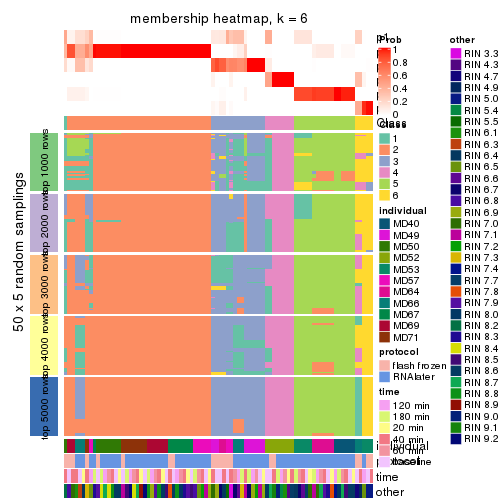 membership heatmap, k = 6
50 x 5 random samplings
top 1000 rows
top 2000 rows
top 3000 rows
top 4000 rows
top 5000 rows
Prob
1
0.8
0.6
0.4
0.2
0
Class
1
2
3
4
5
6
individual
MD40
MD49
MD50
MD52
MD53
MD57
MD64
MD66
MD67
MD69
MD71
protocol
flash frozen
RNAlater
time
120 min
180 min
20 min
40 min
60 min
baseline
individual
protocol
time
other
other
RIN 3.3
RIN 4.3
RIN 4.7
RIN 4.9
RIN 5.0
RIN 5.4
RIN 5.5
RIN 6.1
RIN 6.3
RIN 6.4
RIN 6.5
RIN 6.6
RIN 6.7
RIN 6.8
RIN 6.9
RIN 7.0
RIN 7.1
RIN 7.2
RIN 7.3
RIN 7.4
RIN 7.7
RIN 7.8
RIN 7.9
RIN 8.0
RIN 8.2
RIN 8.3
RIN 8.4
RIN 8.5
RIN 8.6
RIN 8.7
RIN 8.8
RIN 8.9
RIN 9.0
RIN 9.1
RIN 9.2